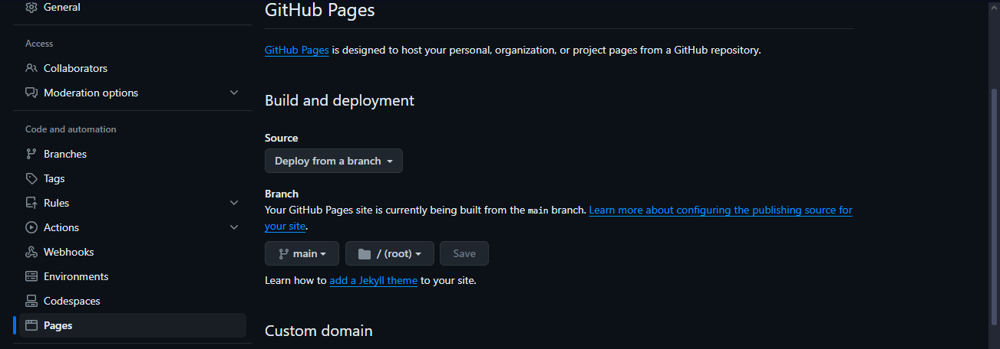 General
Access
Collaborators
Moderation options
Code and automation
Branches
Tags
Rules
Actions
Webhooks
Environments
Codespaces
Pages
GitHub Pages
GitHub Pages is designed to host your personal, organization, or project pages from a GitHub repository.
Build and deployment
Source
Deploy from a branch
Branch
Your GitHub Pages site is currently being built from the main branch. Learn more about configuring the publishing source for
your site.
main
/ (root)
Save
Learn how to add a Jekyll theme to your site.
Custom domain